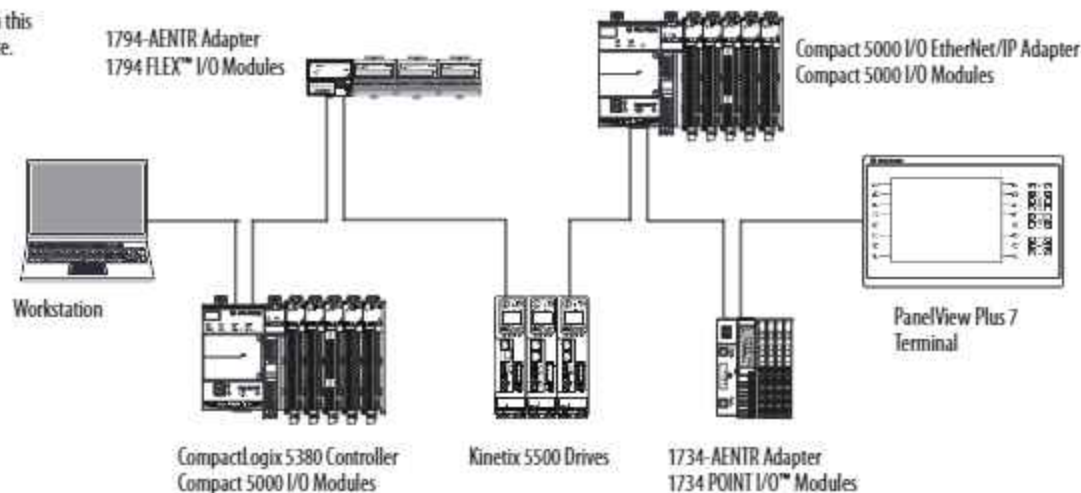 this
e.
1794-AENTR Adapter
1794 FLEX™ I/O Modules
Compact 5000 I/O EtherNet/IP Adapter
Compact 5000 I/O Modules
Workstation
PanelView Plus 7
Terminal
CompactLogix 5380 Controller
Compact 5000 I/O Modules
Kinetix 5500 Drives
1734-AENTR Adapter
1734 POINT I/O™ Modules